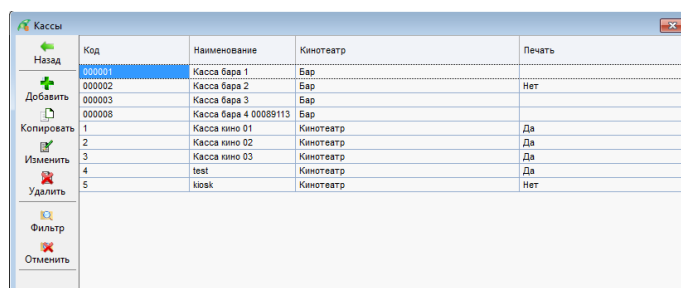 Кассы
Назад
Добавить
Копировать
Изменить
Удалить
Фильтр
Отменить
Код Наименование Кинотеатр Печать
000001 Касса бара 1 Бар
000002 Касса бара 2 Бар Нет
000003 Касса бара 3 Бар
000008 Касса бара 4 00089113 Бар
1 Касса кино 01 Кинотеатр Да
2 Касса кино 02 Кинотеатр Да
3 Касса кино 03 Кинотеатр Да
4 test Кинотеатр Да
5 kiosk Кинотеатр Нет